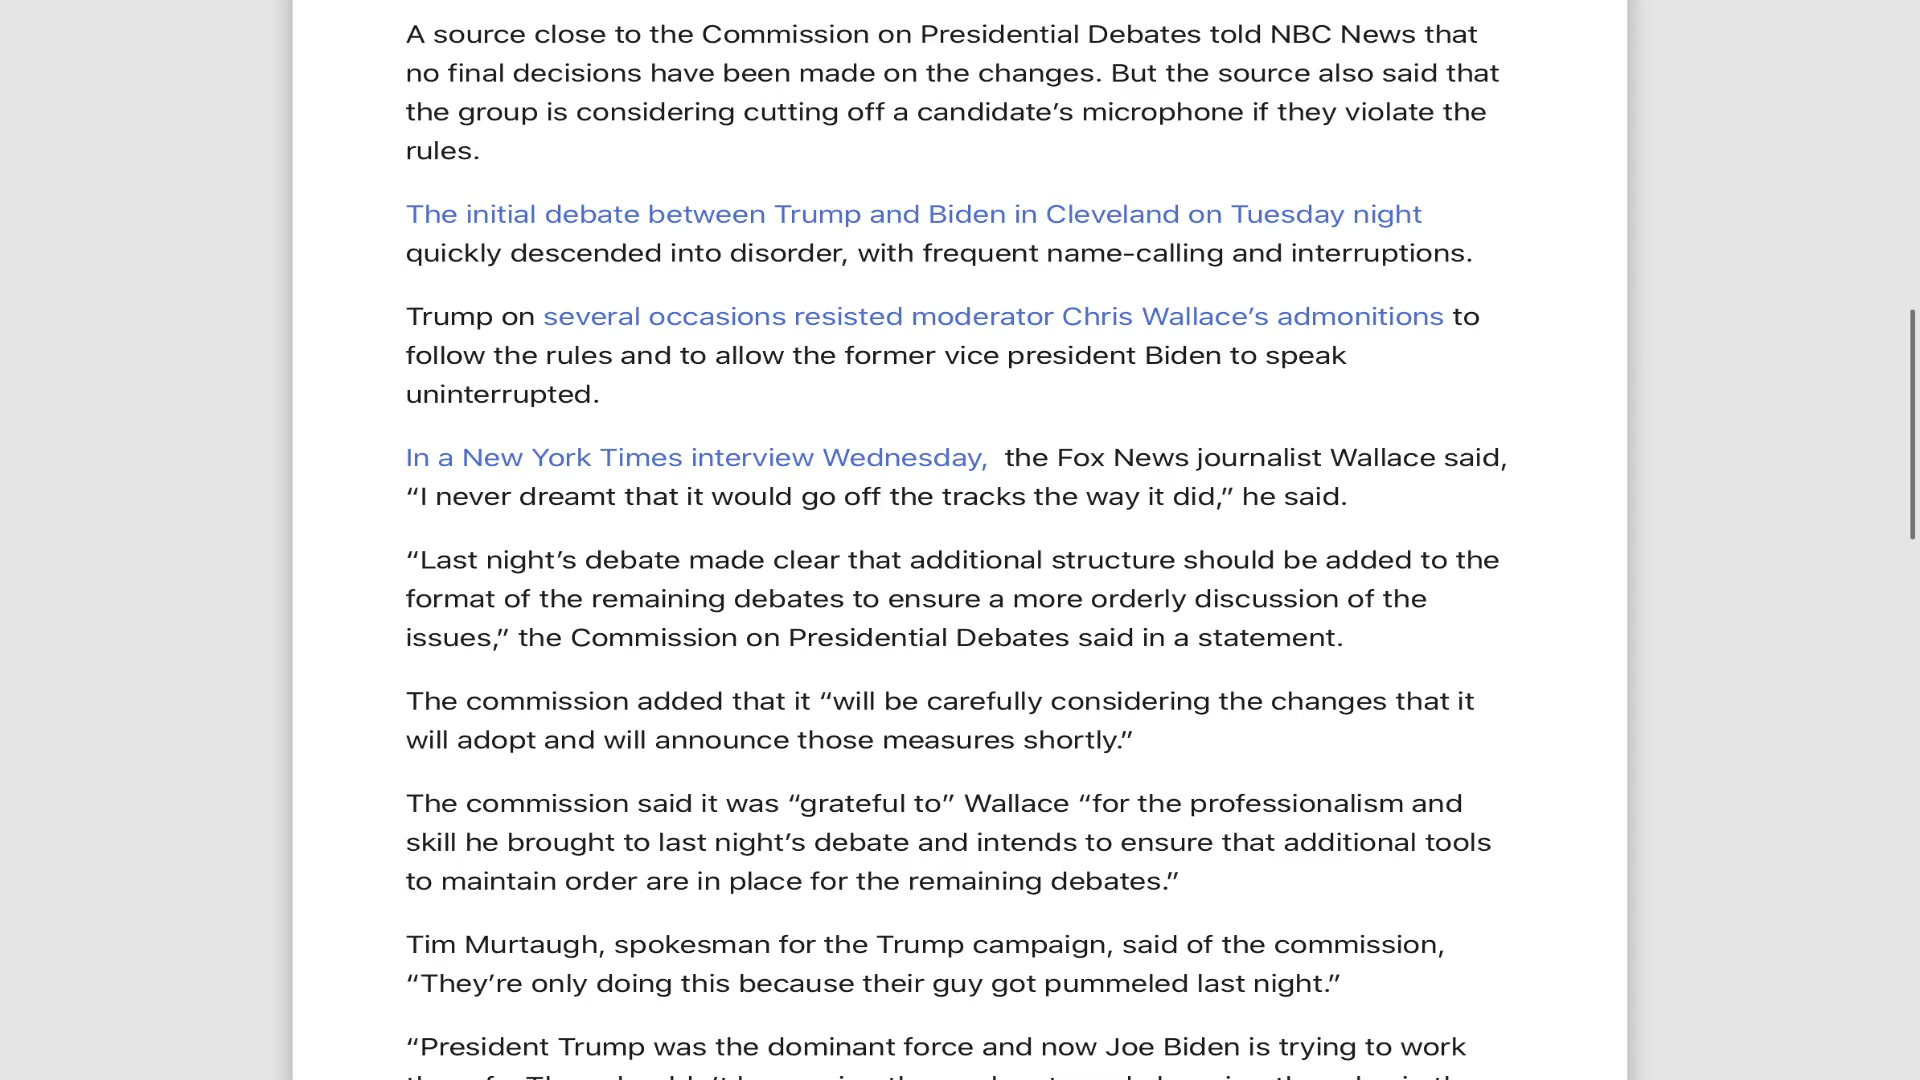 A source close to the Commission on Presidential Debates told NBC News that
no final decisions have been made on the changes. But the source also said that
the group is considering cutting off a candidate’s microphone if they violate the
rules.
The initial debate between Trump and Biden in Cleveland on Tuesday night
quickly descended into disorder, with frequent name-calling and interruptions.
Trump on several occasions resisted moderator Chris Wallace’s admonitions to
follow the rules and to allow the former vice president Biden to speak
uninterrupted.
In a New York Times interview Wednesday,  the Fox News journalist Wallace said,
“I never dreamt that it would go off the tracks the way it did,” he said.
“Last night’s debate made clear that additional structure should be added to the
format of the remaining debates to ensure a more orderly discussion of the
issues,” the Commission on Presidential Debates said in a statement.
The commission added that it “will be carefully considering the changes that it
will adopt and will announce those measures shortly.”
The commission said it was “grateful to” Wallace “for the professionalism and
skill he brought to last night’s debate and intends to ensure that additional tools
to maintain order are in place for the remaining debates.”
Tim Murtaugh, spokesman for the Trump campaign, said of the commission,
“They’re only doing this because their guy got pummeled last night.”
“President Trump was the dominant force and now Joe Biden is trying to work